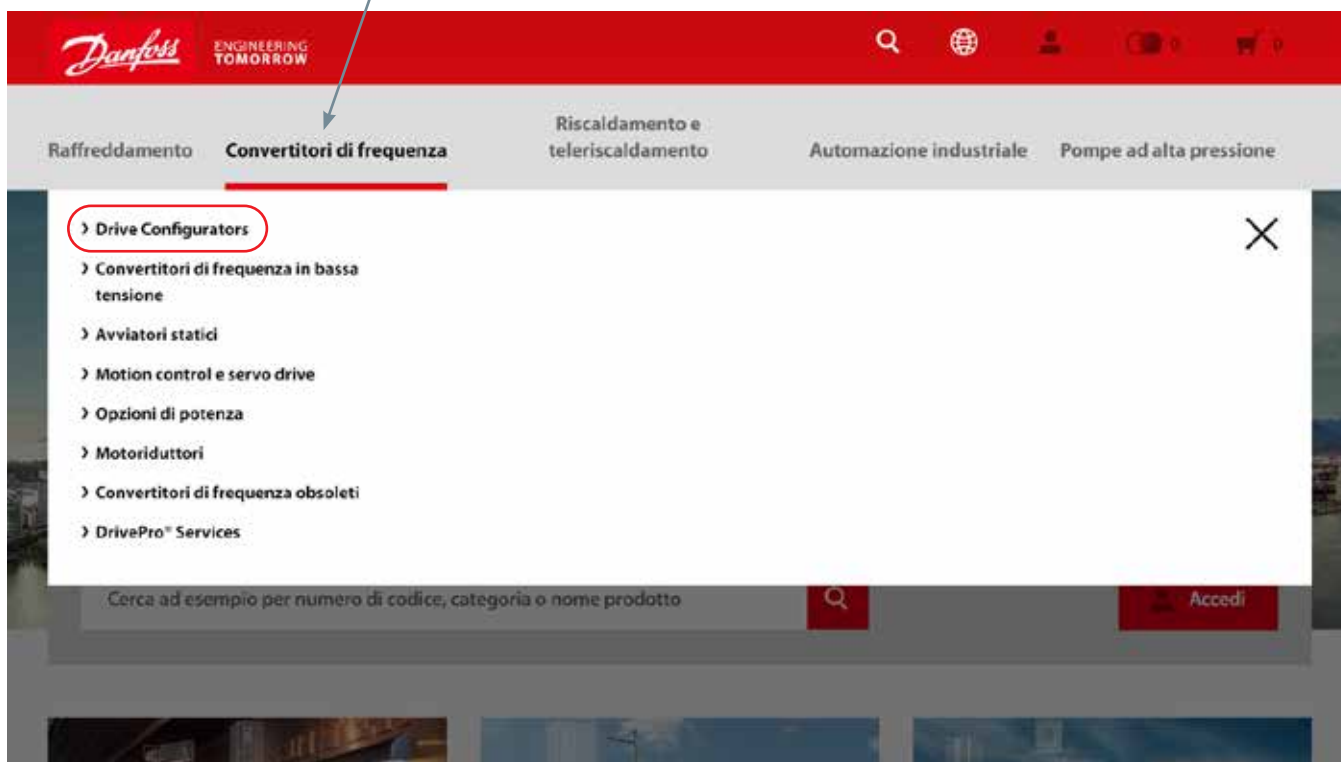 Danfoss
ENGINEERING
TOMORROW
0
0
Raffreddamento
Convertitori di frequenza
Riscaldamento e
teleriscaldamento
Automazione industriale
Pompe ad alta pressione
Drive Configurators
Convertitori di frequenza in bassa
tensione
Avviatori statici
Motion control e servo drive
Opzioni di potenza
Motoriduttori
Convertitori di frequenza obsoleti
DrivePro® Services
Cerca ad esempio per numero di codice, categoria o nome prodotto
Accedi